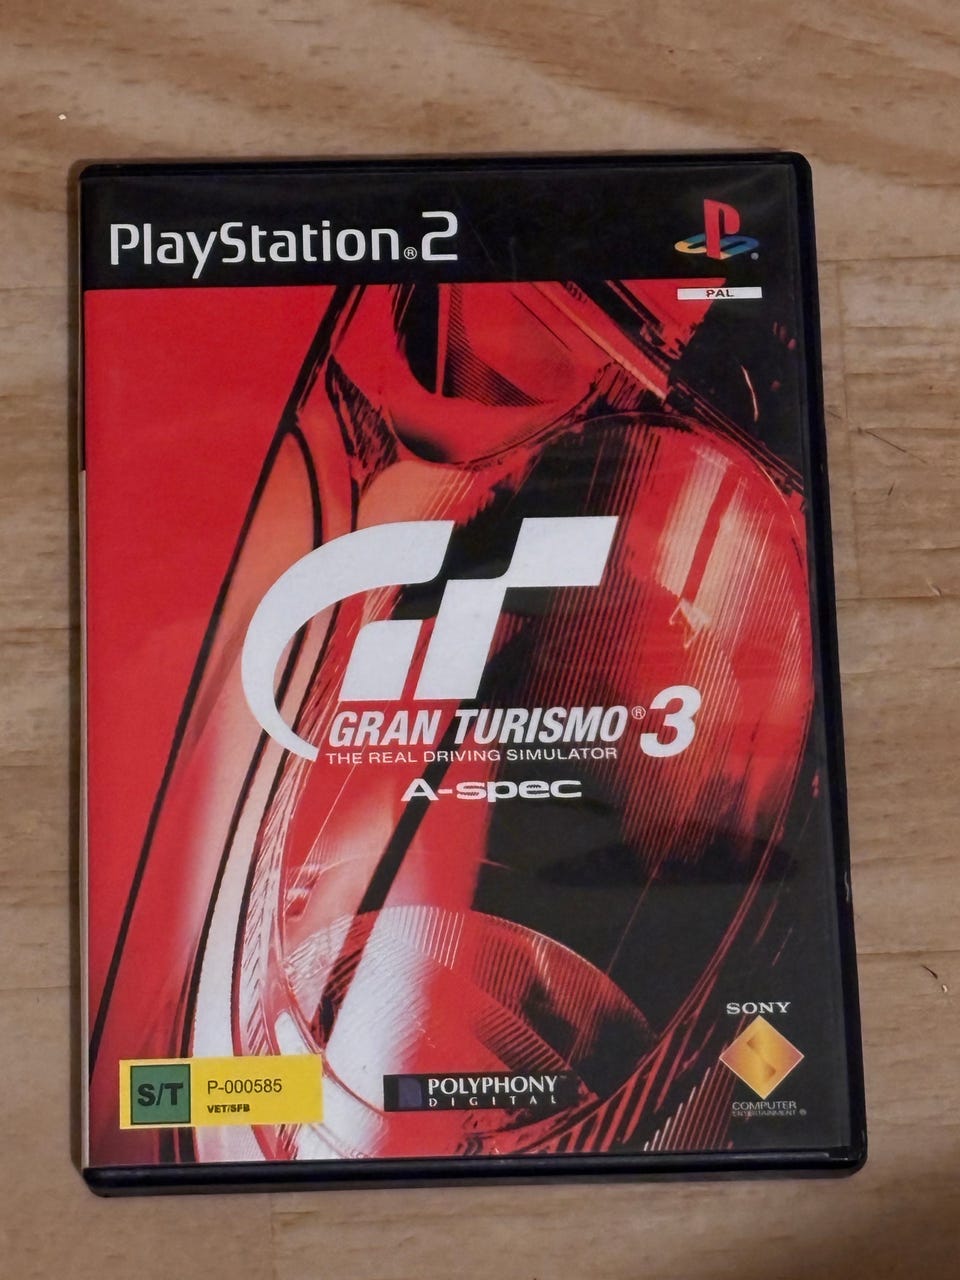 PlayStation®2
PAL
GT
GRAN TURISMO® 3
THE REAL DRIVING SIMULATOR
A-spec
SONY
COMPUTER
ENTERTAINMENT ®
POLYPHONY™
DIGITAL
S/T
P-000585
VET/SFB